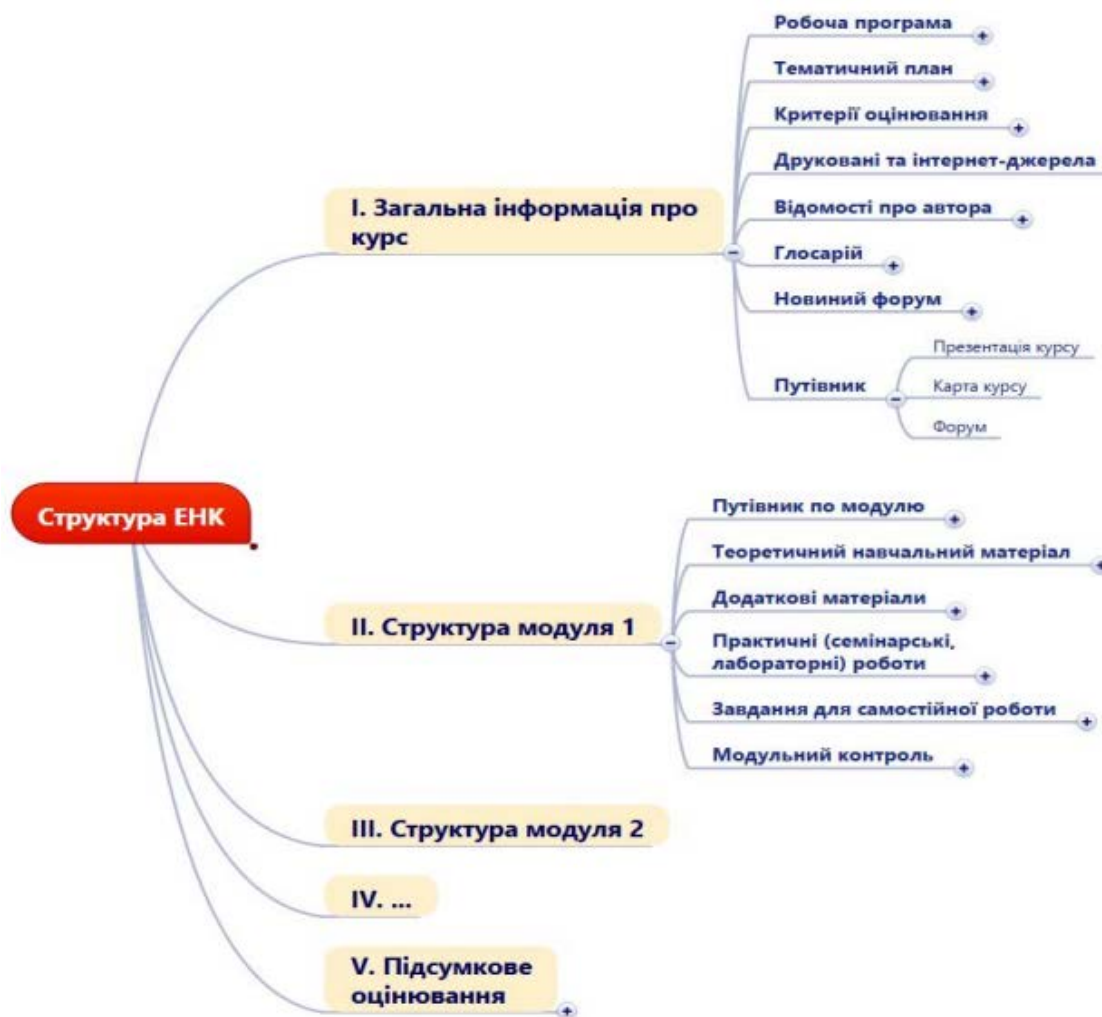 Робоча програма
Тематичний план
Критерії оцінювання
Друковані та інтернет-джерела
I. Загальна інформація про
курс
Відомості про автора
Глосарій
Новиний форум
Презентація курсу
Путівник
Карта курсу
Форум
Структура ЕНК
Путівник по модулю
Теоретичний навчальний матеріал
Додаткові матеріали
II. Структура модуля 1
Практичні (семінарські,
лабораторні) роботи
Завдання для самостійної роботи
Модульний контроль
III. Структура модуля 2
IV. ...
V. Підсумкове
оцінювання